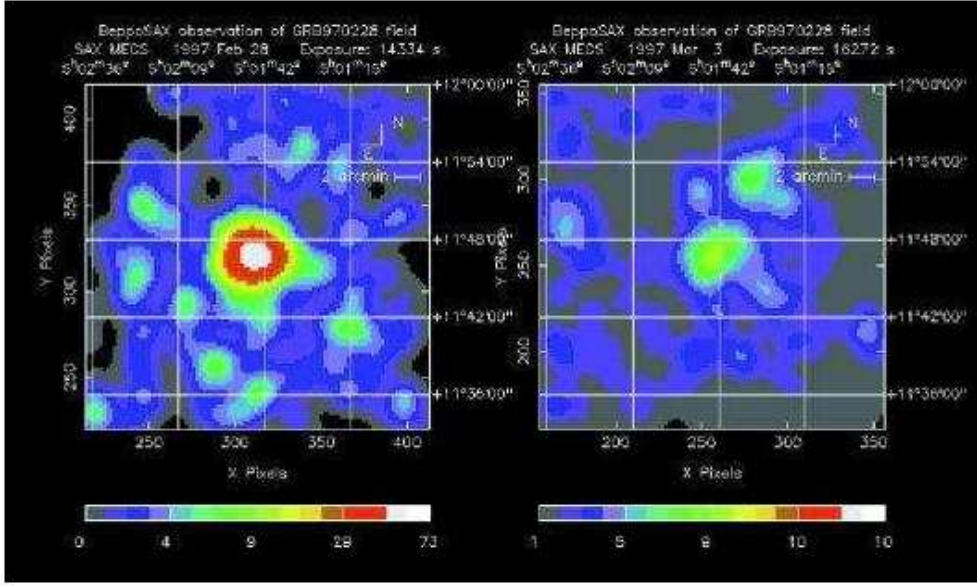 BeppoSAX observation of GRB970228 field
SAX MECS 1997 Feb 28 Exposure: 14334 s
5ʰ02ᵐ36ˢ 5ʰ02ᵐ09ˢ 5ʰ01ᵐ42ˢ 5ʰ01ᵐ15ˢ
+12°00'00"
400
N
E
+11°54'00"
2 arcmin
350
+11°48'00"
Y Pixels
300
+11°42'00"
250
+11°36'00"
250 300 350 400
X Pixels
0 4 9 28 73
BeppoSAX observation of GRB970228 field
SAX MECS 1997 Mar 3 Exposure: 16272 s
5ʰ02ᵐ36ˢ 5ʰ02ᵐ09ˢ 5ʰ01ᵐ42ˢ 5ʰ01ᵐ15ˢ
350
+12°00'00"
N
E
+11°54'00"
300
2 arcmin
+11°48'00"
Y Pixels
250
+11°42'00"
200
+11°36'00"
200 250 300 350
X Pixels
1 5 10 10